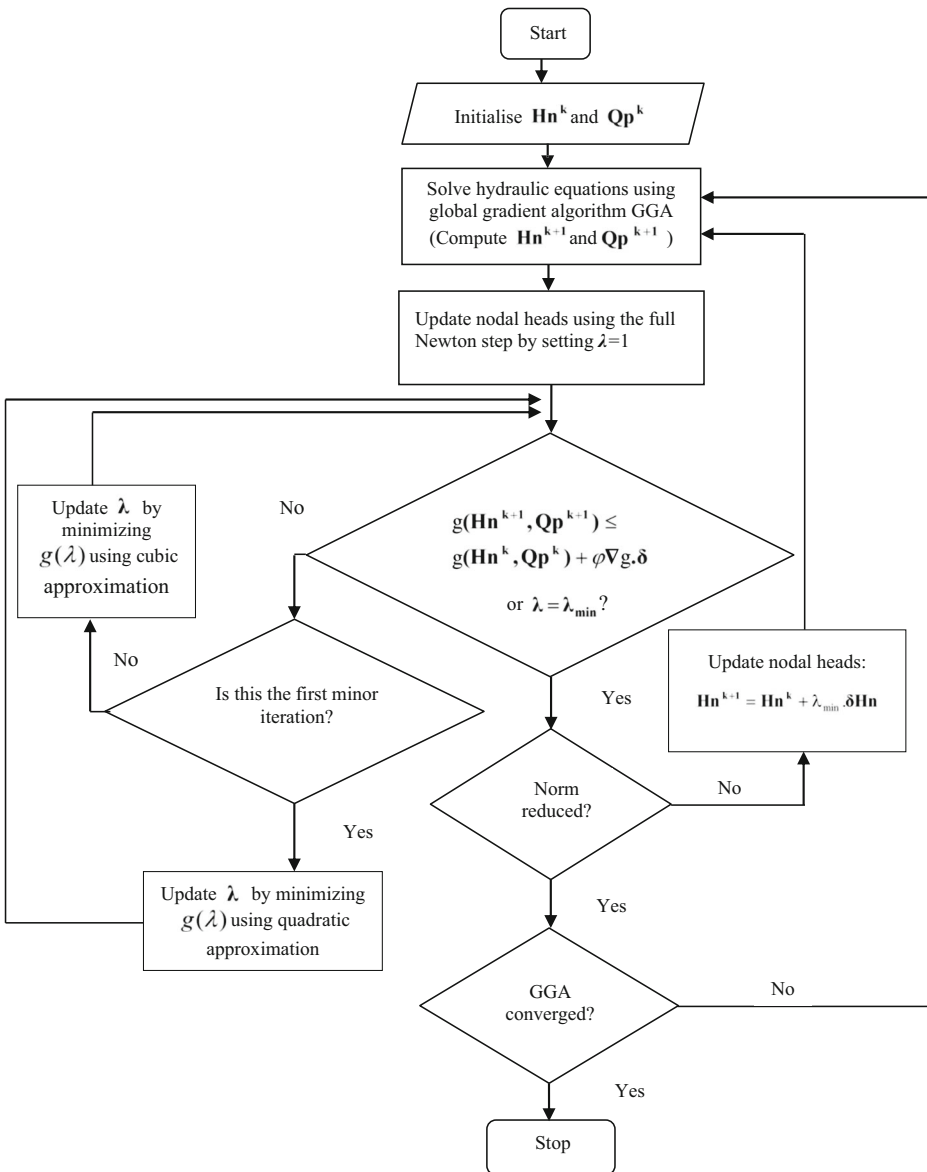 Start
Initialise Hn^k and Qp^k
Solve hydraulic equations using
global gradient algorithm GGA
(Compute Hn^{k+1} and Qp^{k+1} )
Update nodal heads using the full
Newton step by setting λ=1
No
g(Hn^{k+1}, Qp^{k+1}) ≤
g(Hn^k, Qp^k) + φ∇g.δ
or λ = λ_min ?
Update λ by
minimizing
g(λ) using cubic
approximation
No
Is this the first minor
iteration?
Yes
Update λ by minimizing
g(λ) using quadratic
approximation
Yes
Update nodal heads:
Hn^{k+1} = Hn^k + λ_min.δHn
Norm
reduced?
No
Yes
GGA
converged?
No
Yes
Stop